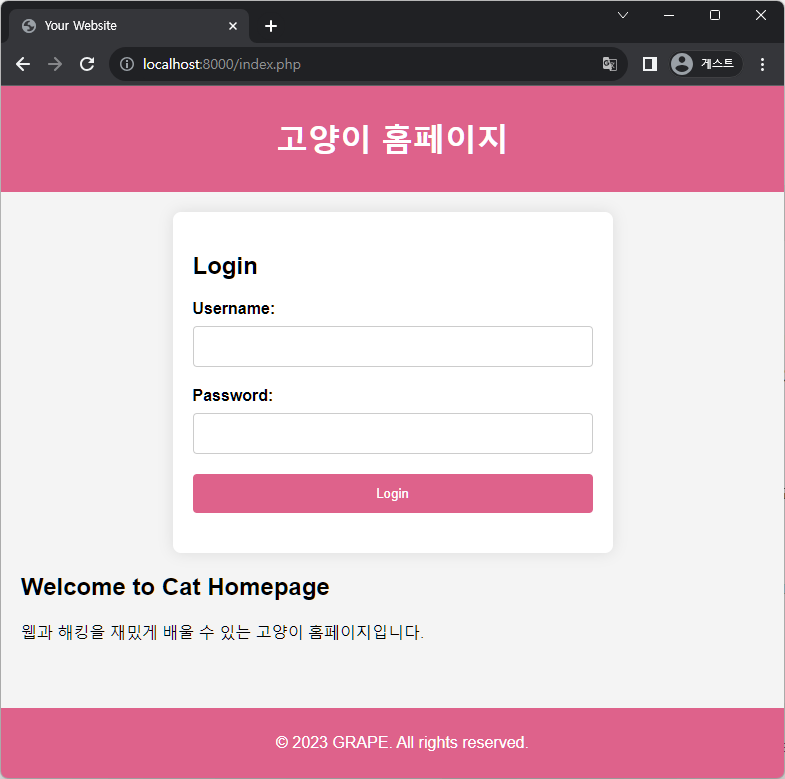 Your Website
localhost:8000/index.php
게스트
고양이 홈페이지
Login
Username:
Password:
Login
Welcome to Cat Homepage
웹과 해킹을 재밌게 배울 수 있는 고양이 홈페이지입니다.
© 2023 GRAPE. All rights reserved.